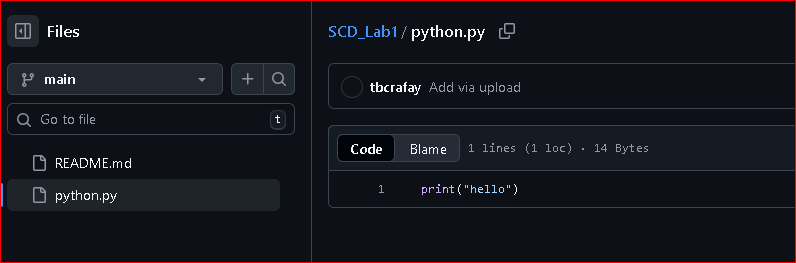 Files
main
Go to file
t
README.md
python.py
SCD_Lab1 / python.py
tbcrafay Add via upload
Code Blame 1 lines (1 loc) · 14 Bytes
1 print("hello")